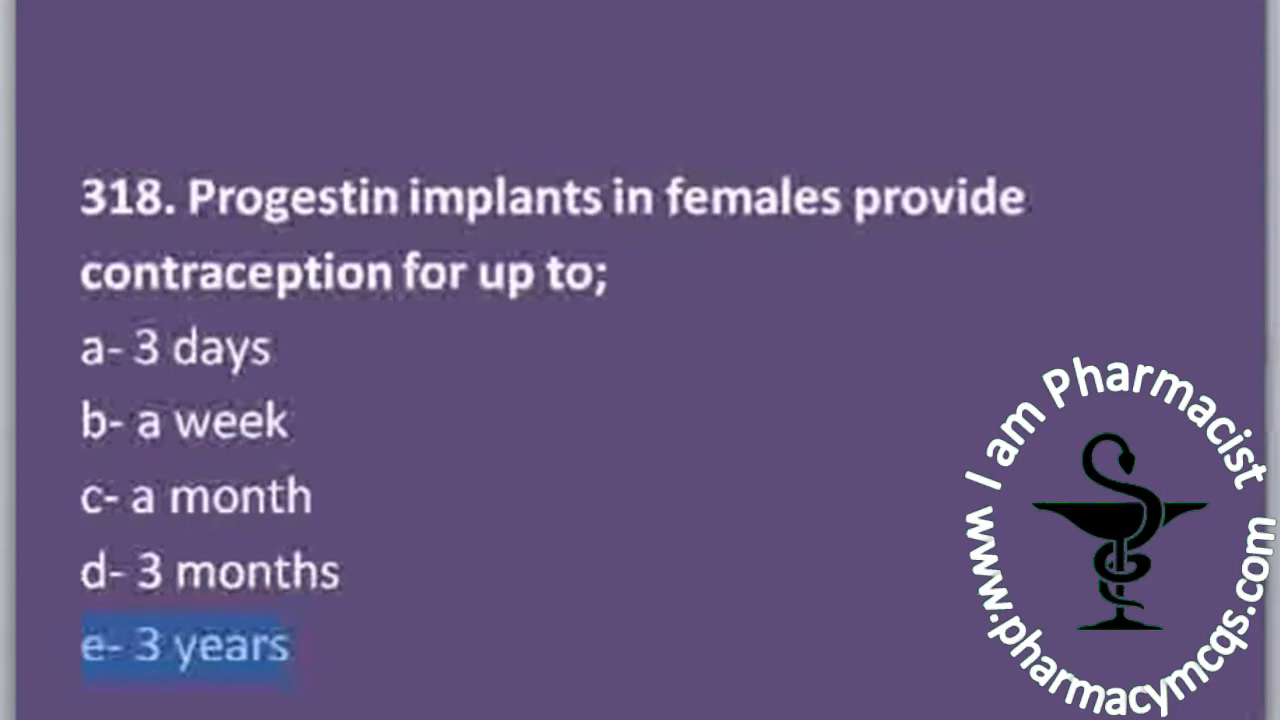 318. Progestin implants in females provide
contraception for up to;
a- 3 days
b- a week
c- a month
d- 3 months
e- 3 years
I am Pharmacist
www.pharmacymcqs.com